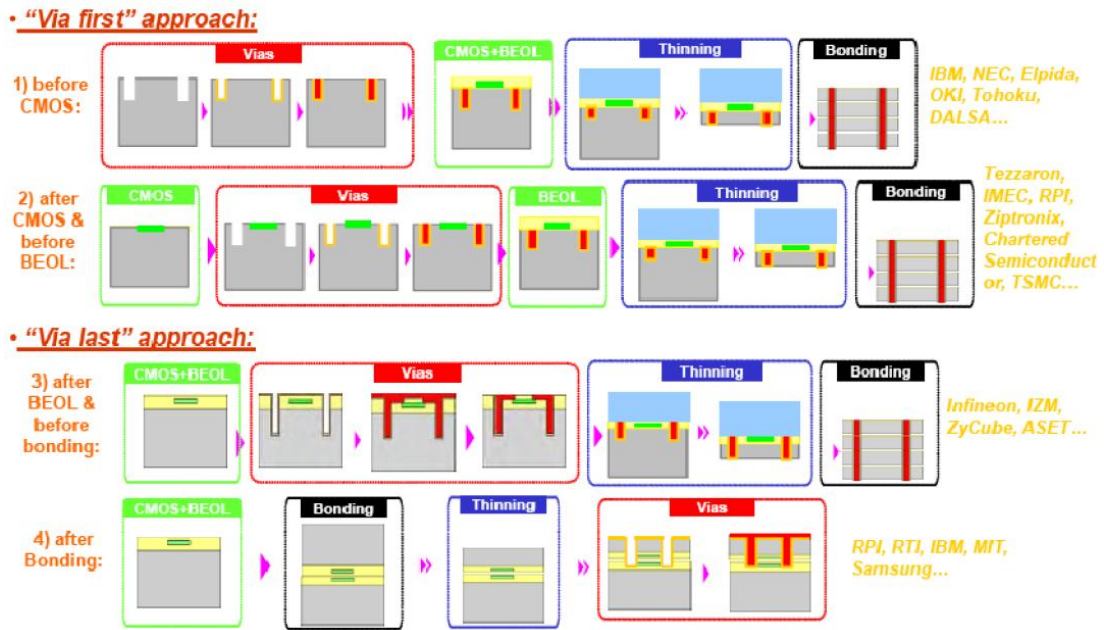 • “Via first” approach:
Vias
CMOS+BEOL
Thinning
Bonding
1) before
CMOS:
IBM, NEC, Elpida,
OKI, Tohoku,
DALSA...
CMOS
Vias
BEOL
Thinning
Bonding
2) after
CMOS &
before
BEOL:
Tezzaron,
IMEC, RPI,
Ziptronix,
Chartered
Semiconduct
or, TSMC...
• “Via last” approach:
CMOS+BEOL
Vias
Thinning
Bonding
3) after
BEOL &
before
bonding:
Infineon, IZM,
ZyCube, ASET...
CMOS+BEOL
Bonding
Thinning
Vias
4) after
Bonding:
RPI, RTI, IBM, MIT,
Samsung...